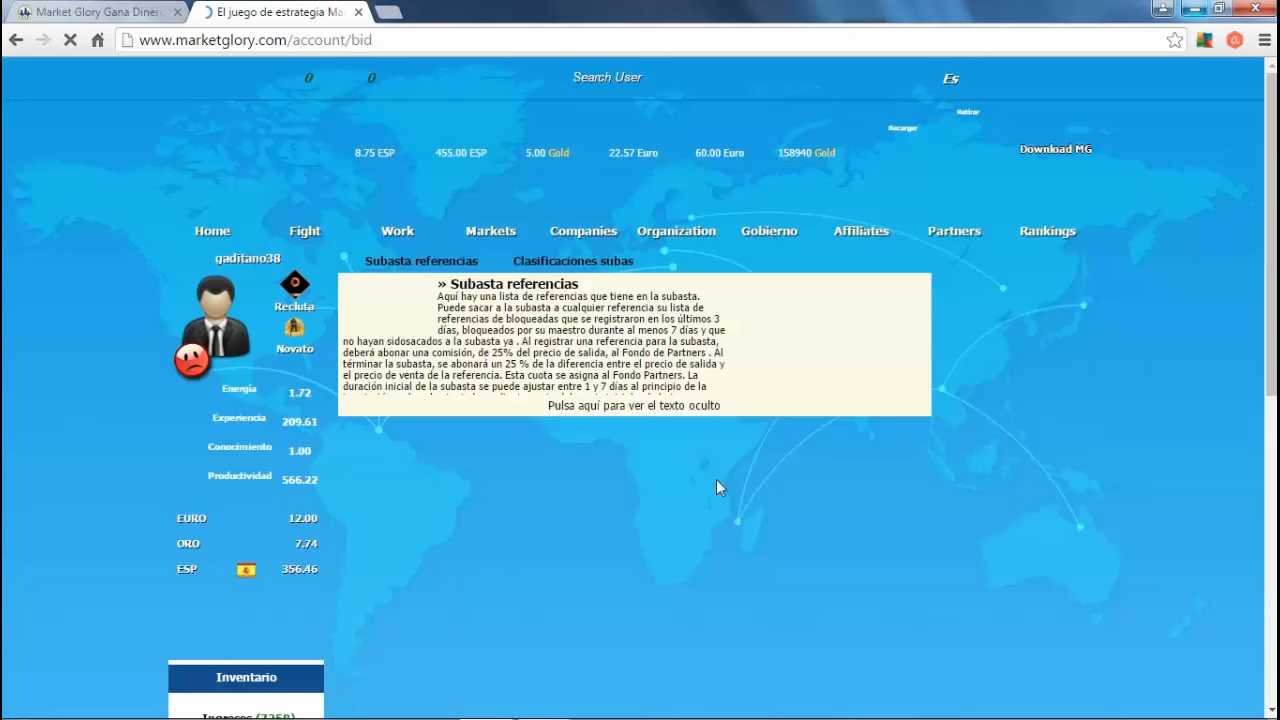 Market Glory Gana Diner
El juego de estrategia Ma
www.marketglory.com/account/bid
0 0 Search User Es
Retirar
Recargar
8.75 ESP 455.00 ESP 5.00 Gold 22.57 Euro 60.00 Euro 158940 Gold Download MG
Home Fight Work Markets Companies Organization Gobierno Affiliates Partners Rankings
gaditano38
Subasta referencias Clasificaciones subas
» Subasta referencias
Aquí hay una lista de referencias que tiene en la subasta.
Puede sacar a la subasta a cualquier referencia su lista de
referencias de bloqueadas que se registraron en los últimos 3
días, bloqueados por su maestro durante al menos 7 días y que
no hayan sidosacados a la subasta ya . Al registrar una referencia para la subasta,
deberá abonar una comisión, de 25% del precio de salida, al Fondo de Partners . Al
términar la subasta, se abonará un 25 % de la diferencia entre el precio de salida y
el precio de venta de la referencia. Esta cuota se asigna al Fondo Partners. La
duración inicial de la subasta se puede ajustar entre 1 y 7 días al principio de la
Pulsa aquí para ver el texto oculto
Recluta
Novato
Energía 1.72
Experiencia 209.61
Conocimiento 1.00
Productividad 566.22
EURO 12.00
ORO 7.74
ESP 356.46
Inventario
Ingresos (7258)